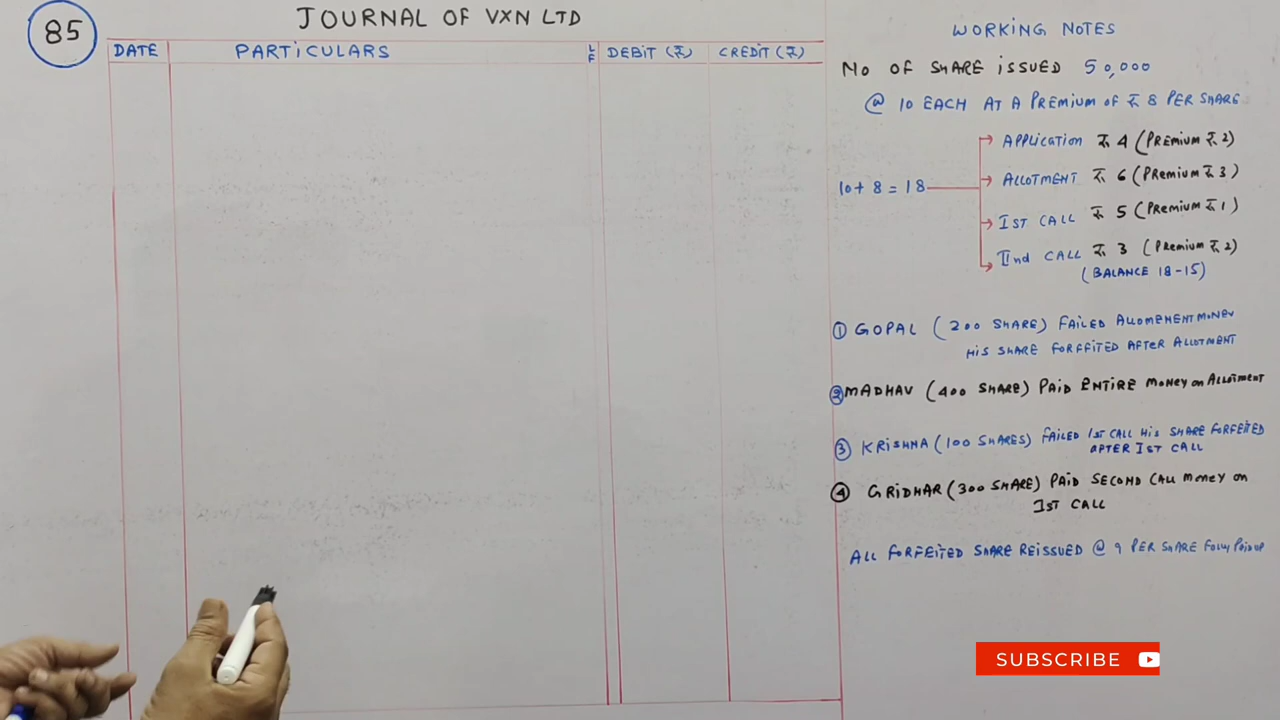 85
JOURNAL OF VXN LTD
DATE PARTICULARS LF DEBIT (₹) CREDIT (₹)
WORKING NOTES
NO OF SHARE ISSUED 50,000
@ 10 EACH AT A PREMIUM OF ₹ 8 PER SHARE
10+ 8 = 18
APPLICATION ₹ 4 (PREMIUM ₹ 2)
ALLOTMENT ₹ 6 (PREMIUM ₹ 3)
IST CALL ₹ 5 (PREMIUM ₹ 1)
IInd CALL ₹ 3 (PREMIUM ₹ 2)
(BALANCE 18-15)
① GOPAL (200 SHARE) FAILED ALLOMENMENT MONEY
HIS SHARE FORFFITED AFTER ALLOTMENT
② MADHAV (400 SHARE) PAID ENTIRE MONEY on ALLOTMENT
③ KRISHNA (100 SHARES) FAILED IST CALL HIS SHARE FORFEITED
AFTER IST CALL
④ GRIDHAR (300 SHARE) PAID SECOND CALL MONEY on
IST CALL
ALL FORFEITED SHARE REISSUED @ 9 PER SHARE FULLY PAID UP
SUBSCRIBE